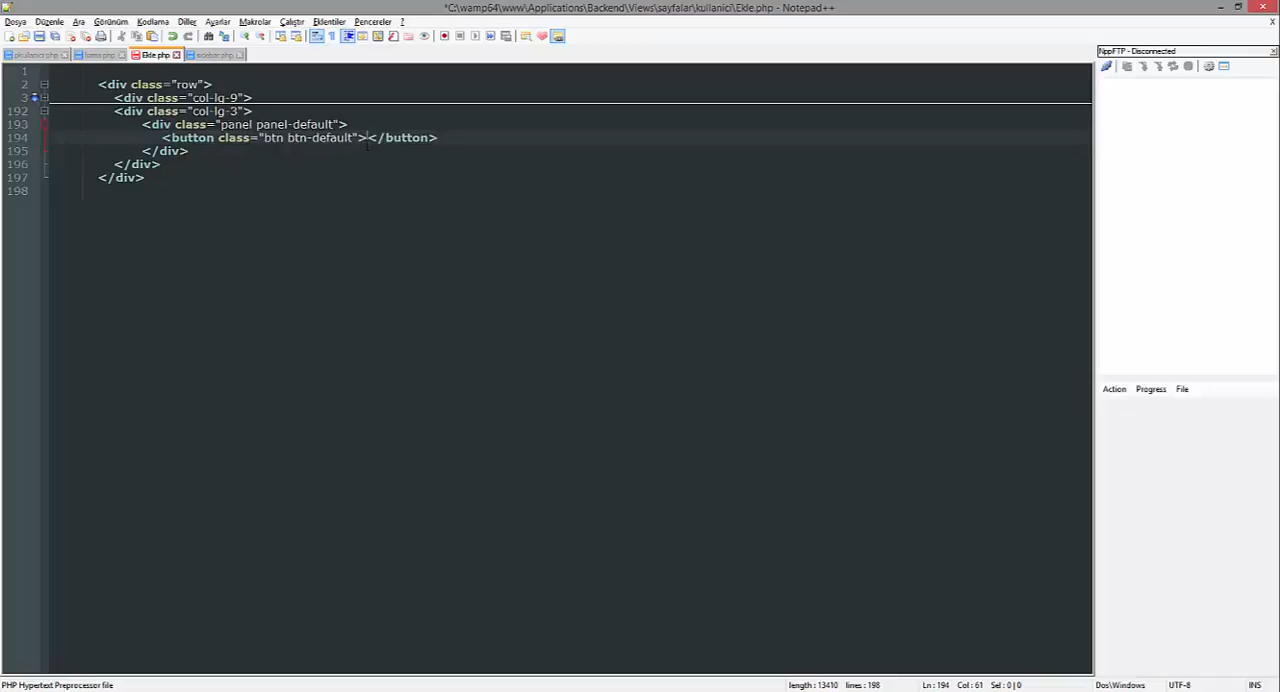 *C:\wamp64\www\Applications\Backend\Views\sayfalar\kullanici\Ekle.php - Notepad++
Dosya Düzenle Ara Görünüm Kodlama Diller Ayarlar Makrolar Çalıştır Eklentiler Pencereler ?
X
Ekle.php sidebar.php
NppFTP - Disconnected
1
2 <div class="row">
3 <div class="col-lg-9">
192 <div class="col-lg-3">
193 <div class="panel panel-default">
194 <button class="btn btn-default"></button>
195 </div>
196 </div>
197 </div>
198
Action Progress File
PHP Hypertext Preprocessor file length : 13410 lines : 198 Ln : 194 Col : 61 Sel : 0 | 0 Dos\Windows UTF-8 INS